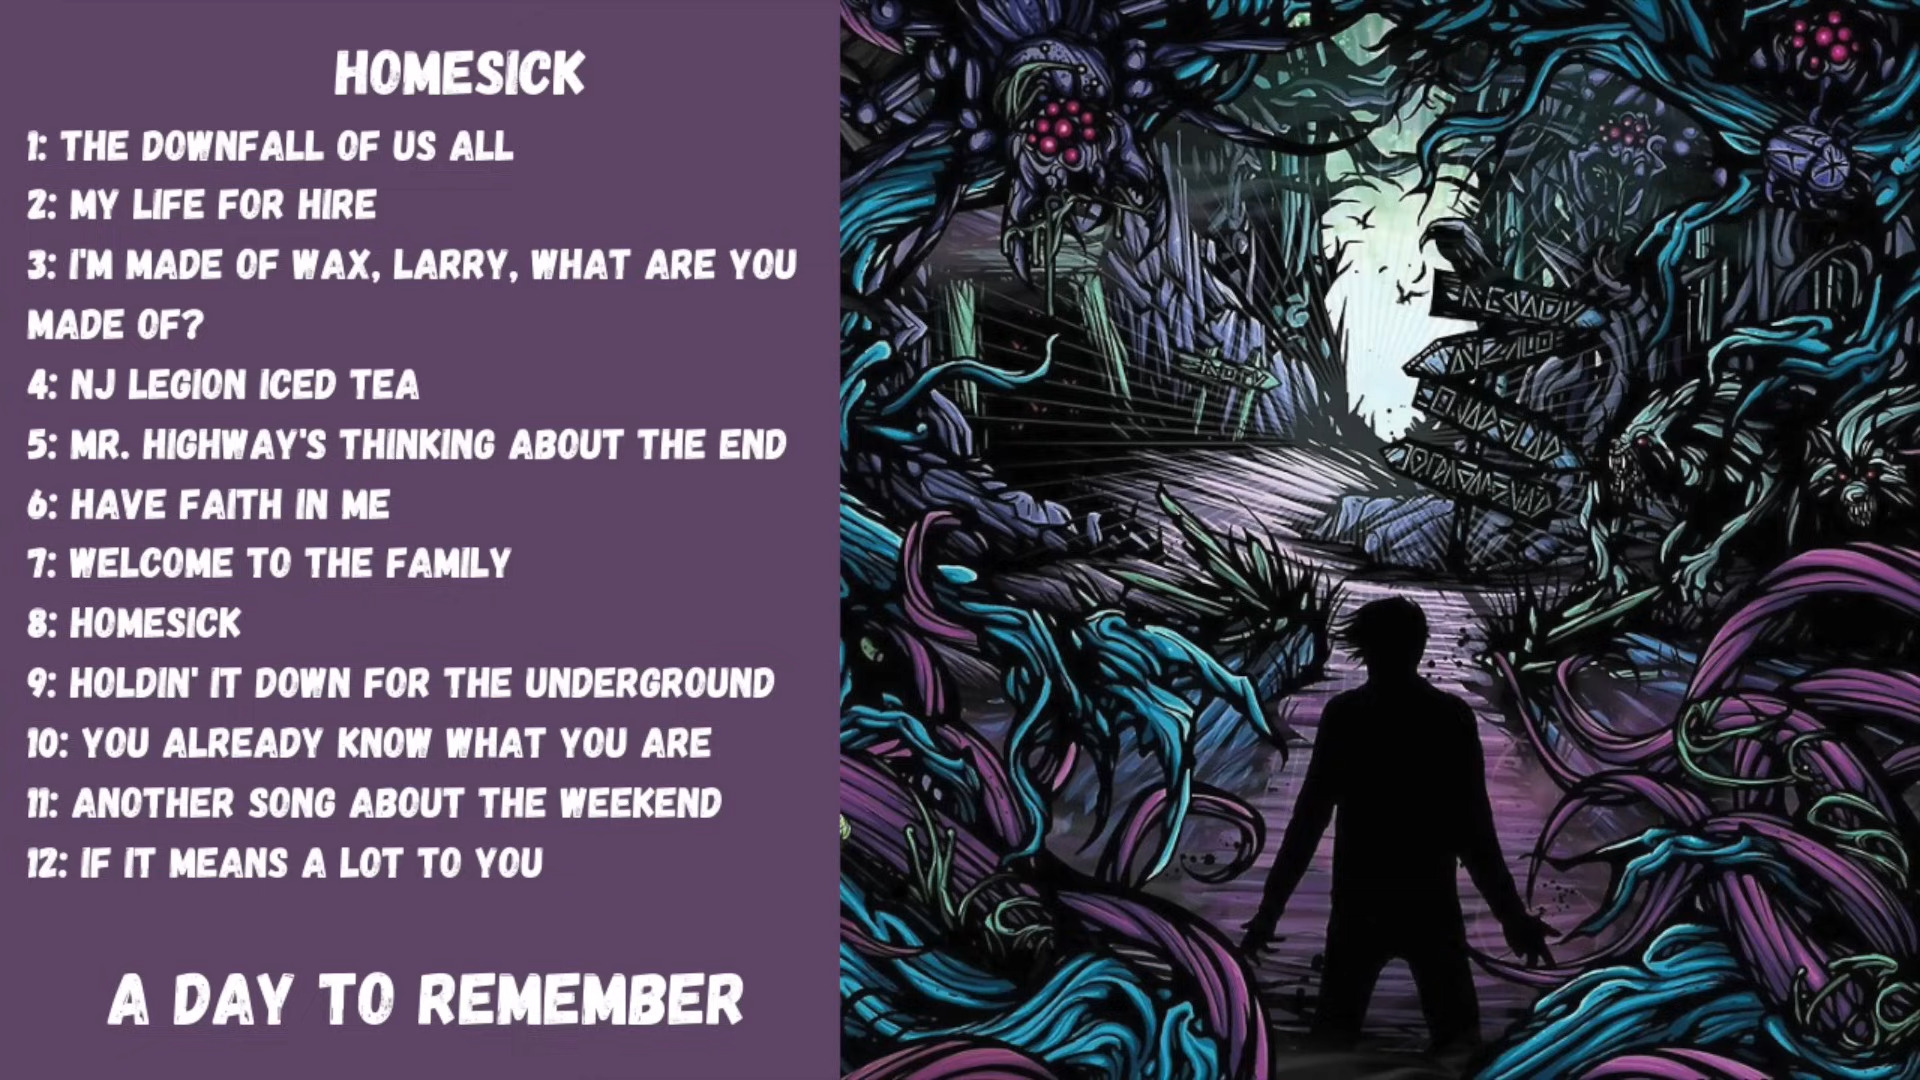 HOMESICK
1: THE DOWNFALL OF US ALL
2: MY LIFE FOR HIRE
3: I'M MADE OF WAX, LARRY, WHAT ARE YOU
MADE OF?
4: NJ LEGION ICED TEA
5: MR. HIGHWAY'S THINKING ABOUT THE END
6: HAVE FAITH IN ME
7: WELCOME TO THE FAMILY
8: HOMESICK
9: HOLDIN' IT DOWN FOR THE UNDERGROUND
10: YOU ALREADY KNOW WHAT YOU ARE
11: ANOTHER SONG ABOUT THE WEEKEND
12: IF IT MEANS A LOT TO YOU
A DAY TO REMEMBER